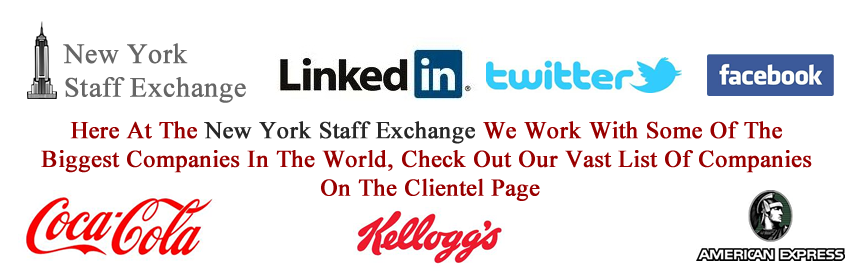 New York
Staff Exchange
Linked in ®
twitter
facebook
Here At The New York Staff Exchange We Work With Some Of The
Biggest Companies In The World, Check Out Our Vast List Of Companies
On The Clientel Page
Coca-Cola
Kellogg's
AMERICAN EXPRESS